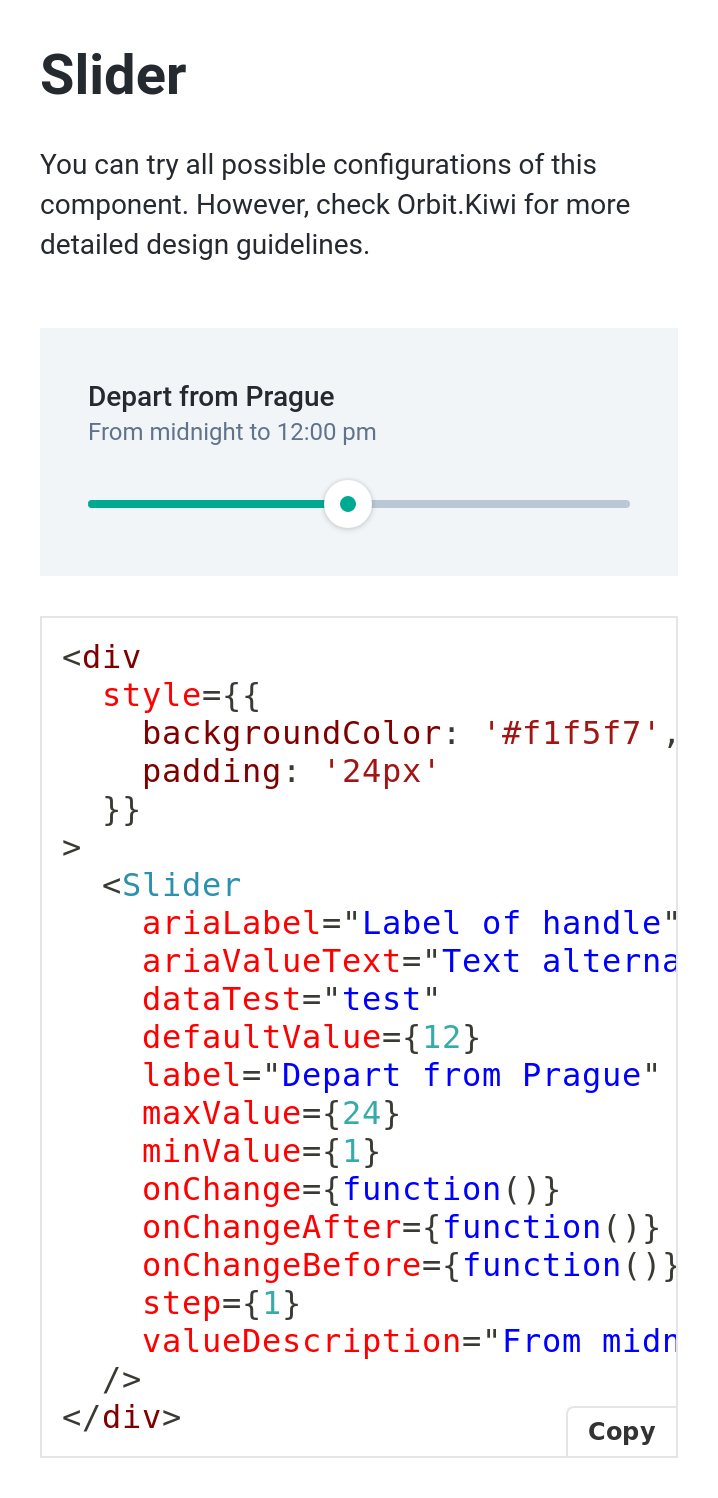 Slider
You can try all possible configurations of this
component. However, check Orbit.Kiwi for more
detailed design guidelines.
Depart from Prague
From midnight to 12:00 pm
<div
  style={{
    backgroundColor: '#f1f5f7',
    padding: '24px'
  }}
>
  <Slider
    ariaLabel="Label of handle"
    ariaValueText="Text alterna
    dataTest="test"
    defaultValue={12}
    label="Depart from Prague"
    maxValue={24}
    minValue={1}
    onChange={function()}
    onChangeAfter={function()}
    onChangeBefore={function()}
    step={1}
    valueDescription="From midn
  />
</div>
Copy